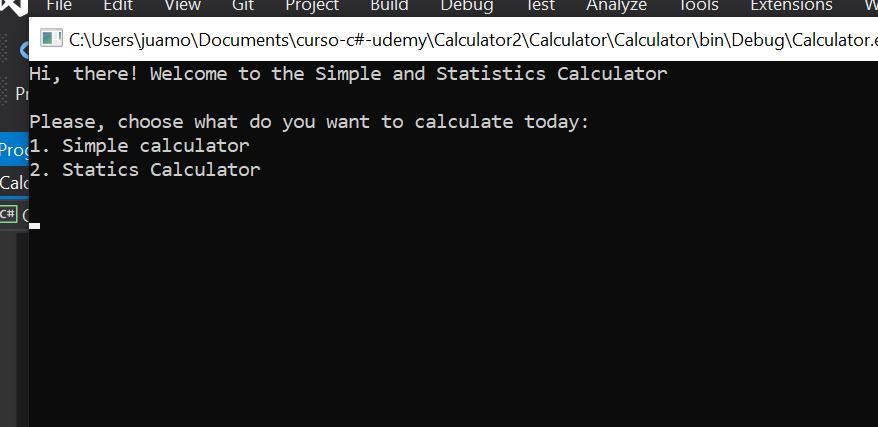 File Edit View Git Project Build Debug Test Analyze Tools Extensions W
C:\Users\juamo\Documents\curso-c#-udemy\Calculator2\Calculator\Calculator\bin\Debug\Calculator.e
Hi, there! Welcome to the Simple and Statistics Calculator
Pr
Please, choose what do you want to calculate today:
Prog
1. Simple calculator
2. Statics Calculator
Calc
C# C